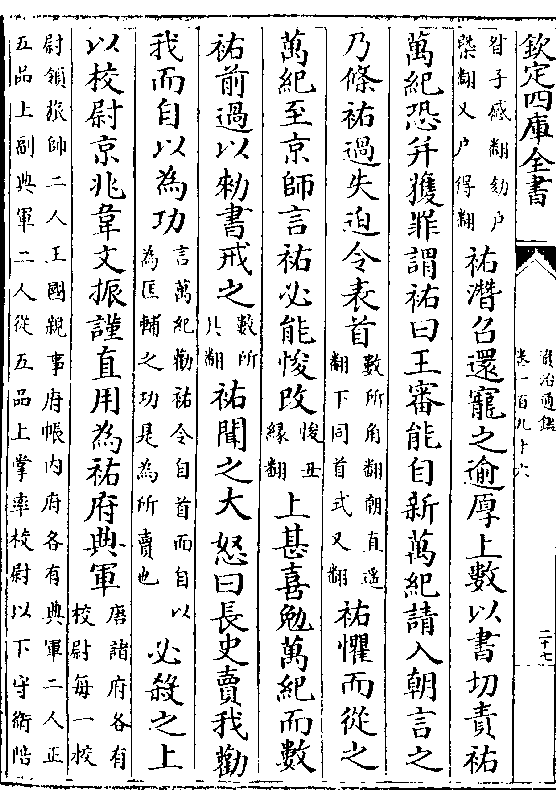 欽定四庫全書
資治通鑑
卷一百九十六
二十七
昝子感翻劾户
槩翻又户得翻
祐潛召還寵之逾厚上數以書切責祐
萬紀恐并獲罪謂祐曰王審能自新萬紀請入朝言之
乃條祐過失迫令表首
數所角翻朝直遥
翻下同首式又翻
祐懼而從之
萬紀至京師言祐必能悛改
悛丑
縁翻
上甚喜勉萬紀而數
祐前過以勅書戒之
數所
具翻
祐聞之大怒曰長史賣我勸
我而自以為功
言萬紀勸祐令自首而自以
為匡輔之功是為所賣也
必殺之上
以校尉京兆韋文振謹直用為祐府典軍
唐諸府各有
校尉每一校
尉領旅帥二人王國親事府帳内府各有典軍二人正
五品上副典軍二人從五品上掌率校尉以下守衛陪